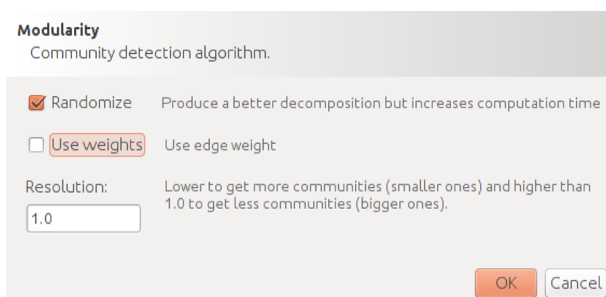 Modularity
Community detection algorithm.
Randomize Produce a better decomposition but increases computation time
Use weights Use edge weight
Resolution: Lower to get more communities (smaller ones) and higher than
1.0 1.0 to get less communities (bigger ones).
OK Cancel